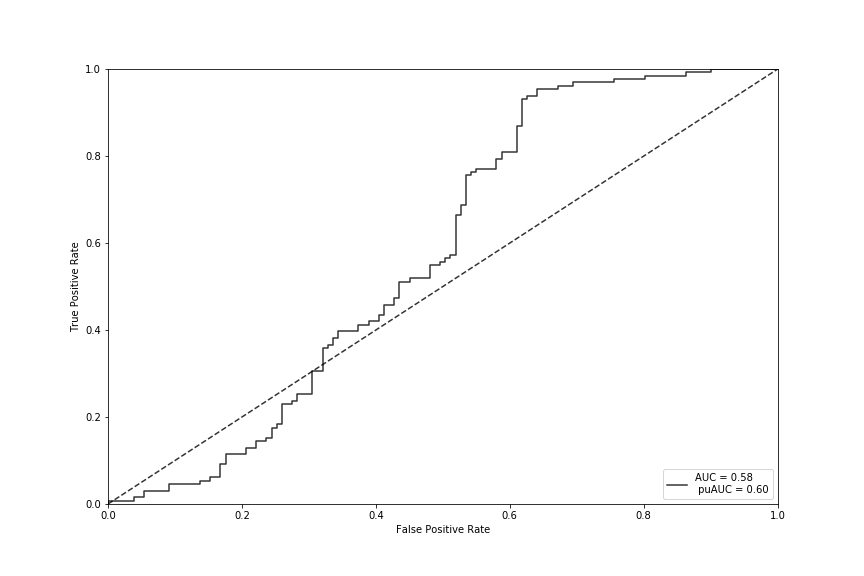 1.0
0.8
0.6
0.4
0.2
0.0
True Positive Rate
0.0 0.2 0.4 0.6 0.8 1.0
False Positive Rate
AUC = 0.58
puAUC = 0.60